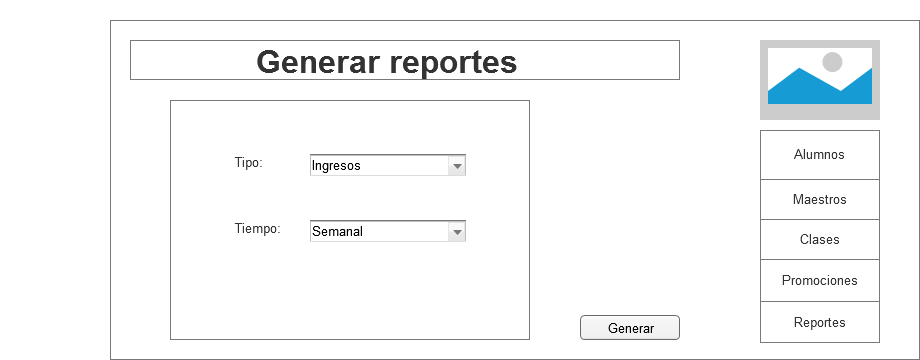 Generar reportes
Tipo:
Ingresos
Tiempo:
Semanal
Generar
Alumnos
Maestros
Clases
Promociones
Reportes